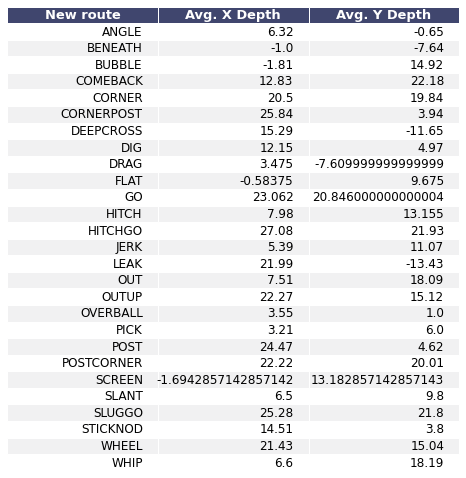 New route Avg. X Depth Avg. Y Depth
ANGLE 6.32 -0.65
BENEATH -1.0 -7.64
BUBBLE -1.81 14.92
COMEBACK 12.83 22.18
CORNER 20.5 19.84
CORNERPOST 25.84 3.94
DEEPCROSS 15.29 -11.65
DIG 12.15 4.97
DRAG 3.475 -7.609999999999999
FLAT -0.58375 9.675
GO 23.062 20.846000000000004
HITCH 7.98 13.155
HITCHGO 27.08 21.93
JERK 5.39 11.07
LEAK 21.99 -13.43
OUT 7.51 18.09
OUTUP 22.27 15.12
OVERBALL 3.55 1.0
PICK 3.21 6.0
POST 24.47 4.62
POSTCORNER 22.22 20.01
SCREEN -1.6942857142857142 13.182857142857143
SLANT 6.5 9.8
SLUGGO 25.28 21.8
STICKNOD 14.51 3.8
WHEEL 21.43 15.04
WHIP 6.6 18.19